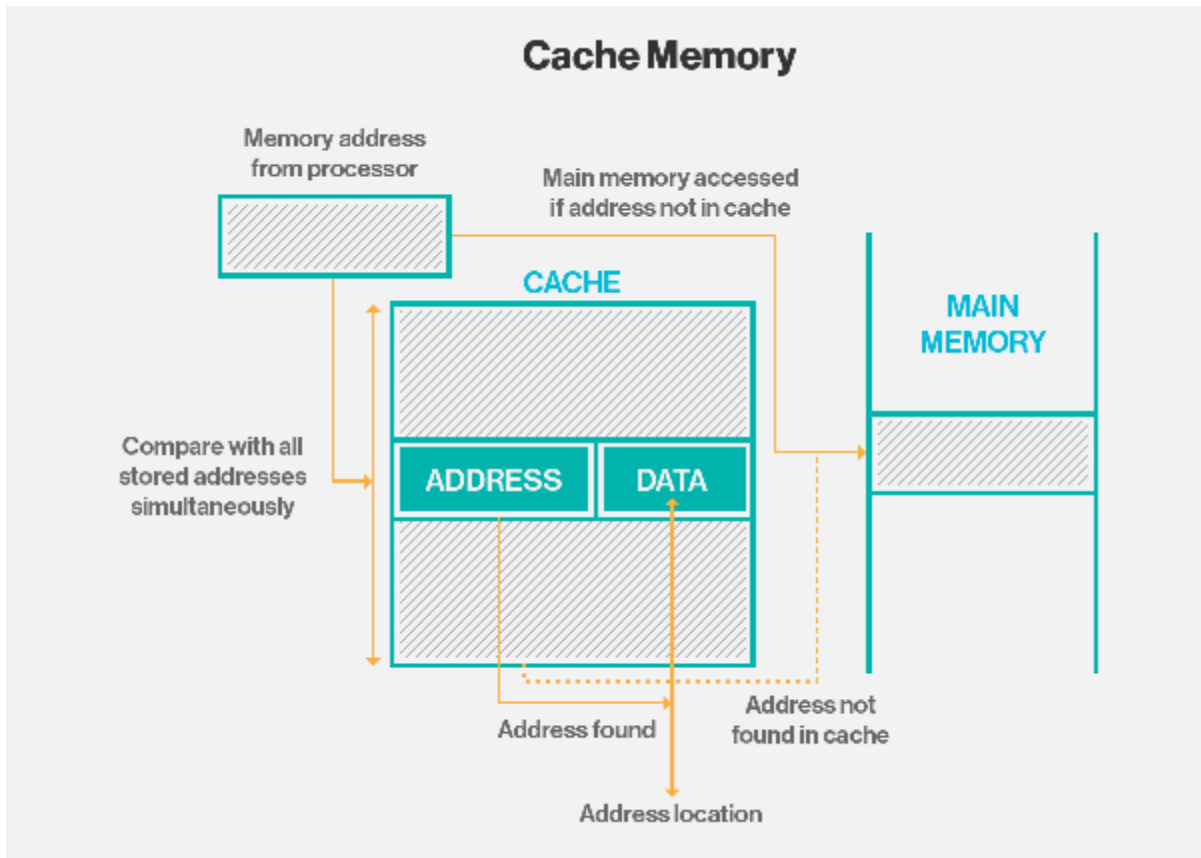 Cache Memory
Memory address
from processor
Main memory accessed
if address not in cache
CACHE
MAIN
MEMORY
Compare with all
stored addresses
simultaneously
ADDRESS
DATA
Address found
Address not
found in cache
Address location